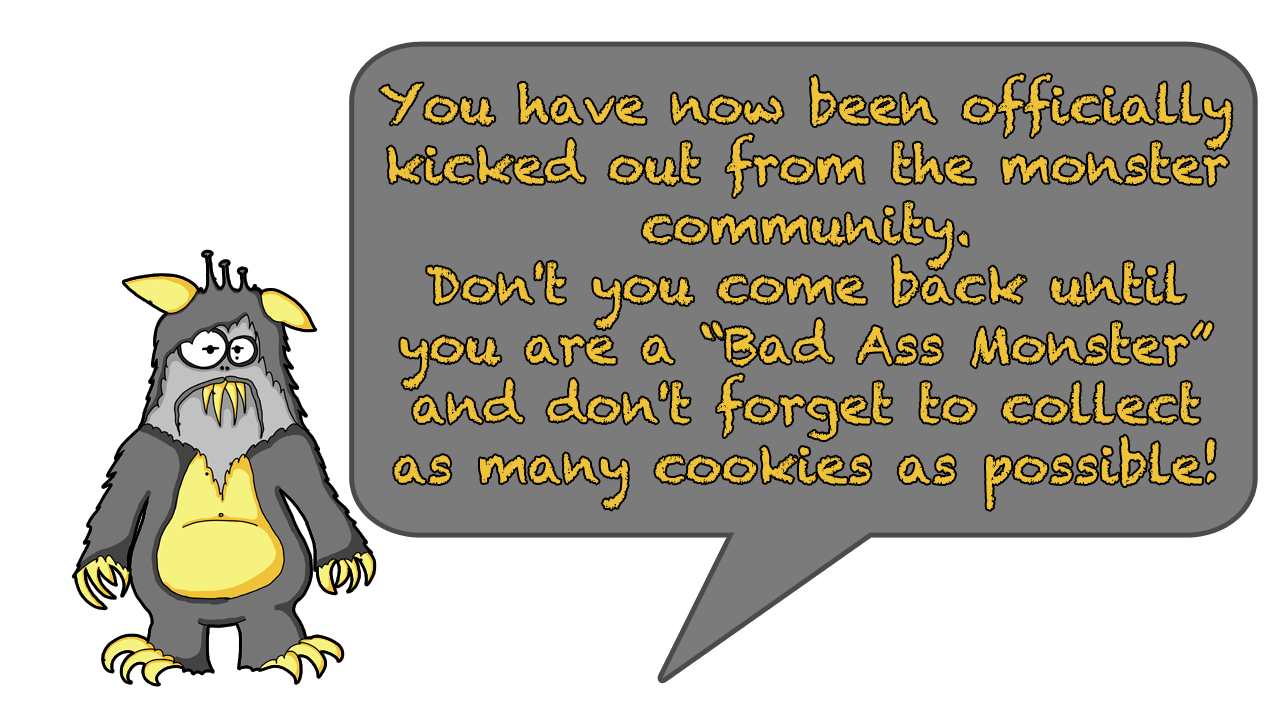 You have now been officially
kicked out from the monster
community.
Don't you come back until
you are a “Bad Ass Monster”
and don't forget to collect
as many cookies as possible!